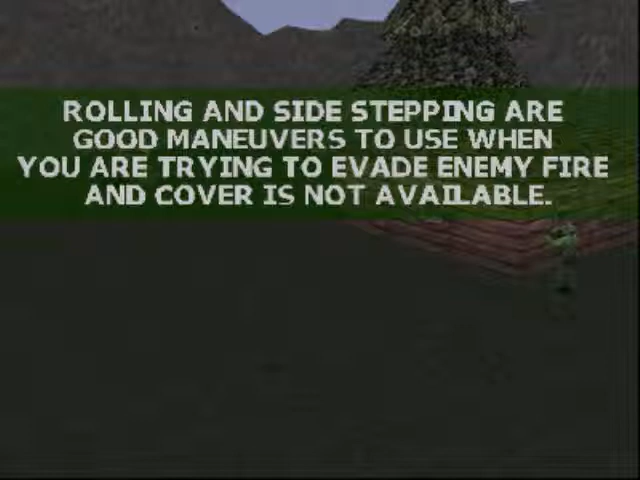 ROLLING AND SIDE STEPPING ARE
GOOD MANEUVERS TO USE WHEN
YOU ARE TRYING TO EVADE ENEMY FIRE
AND COVER IS NOT AVAILABLE.